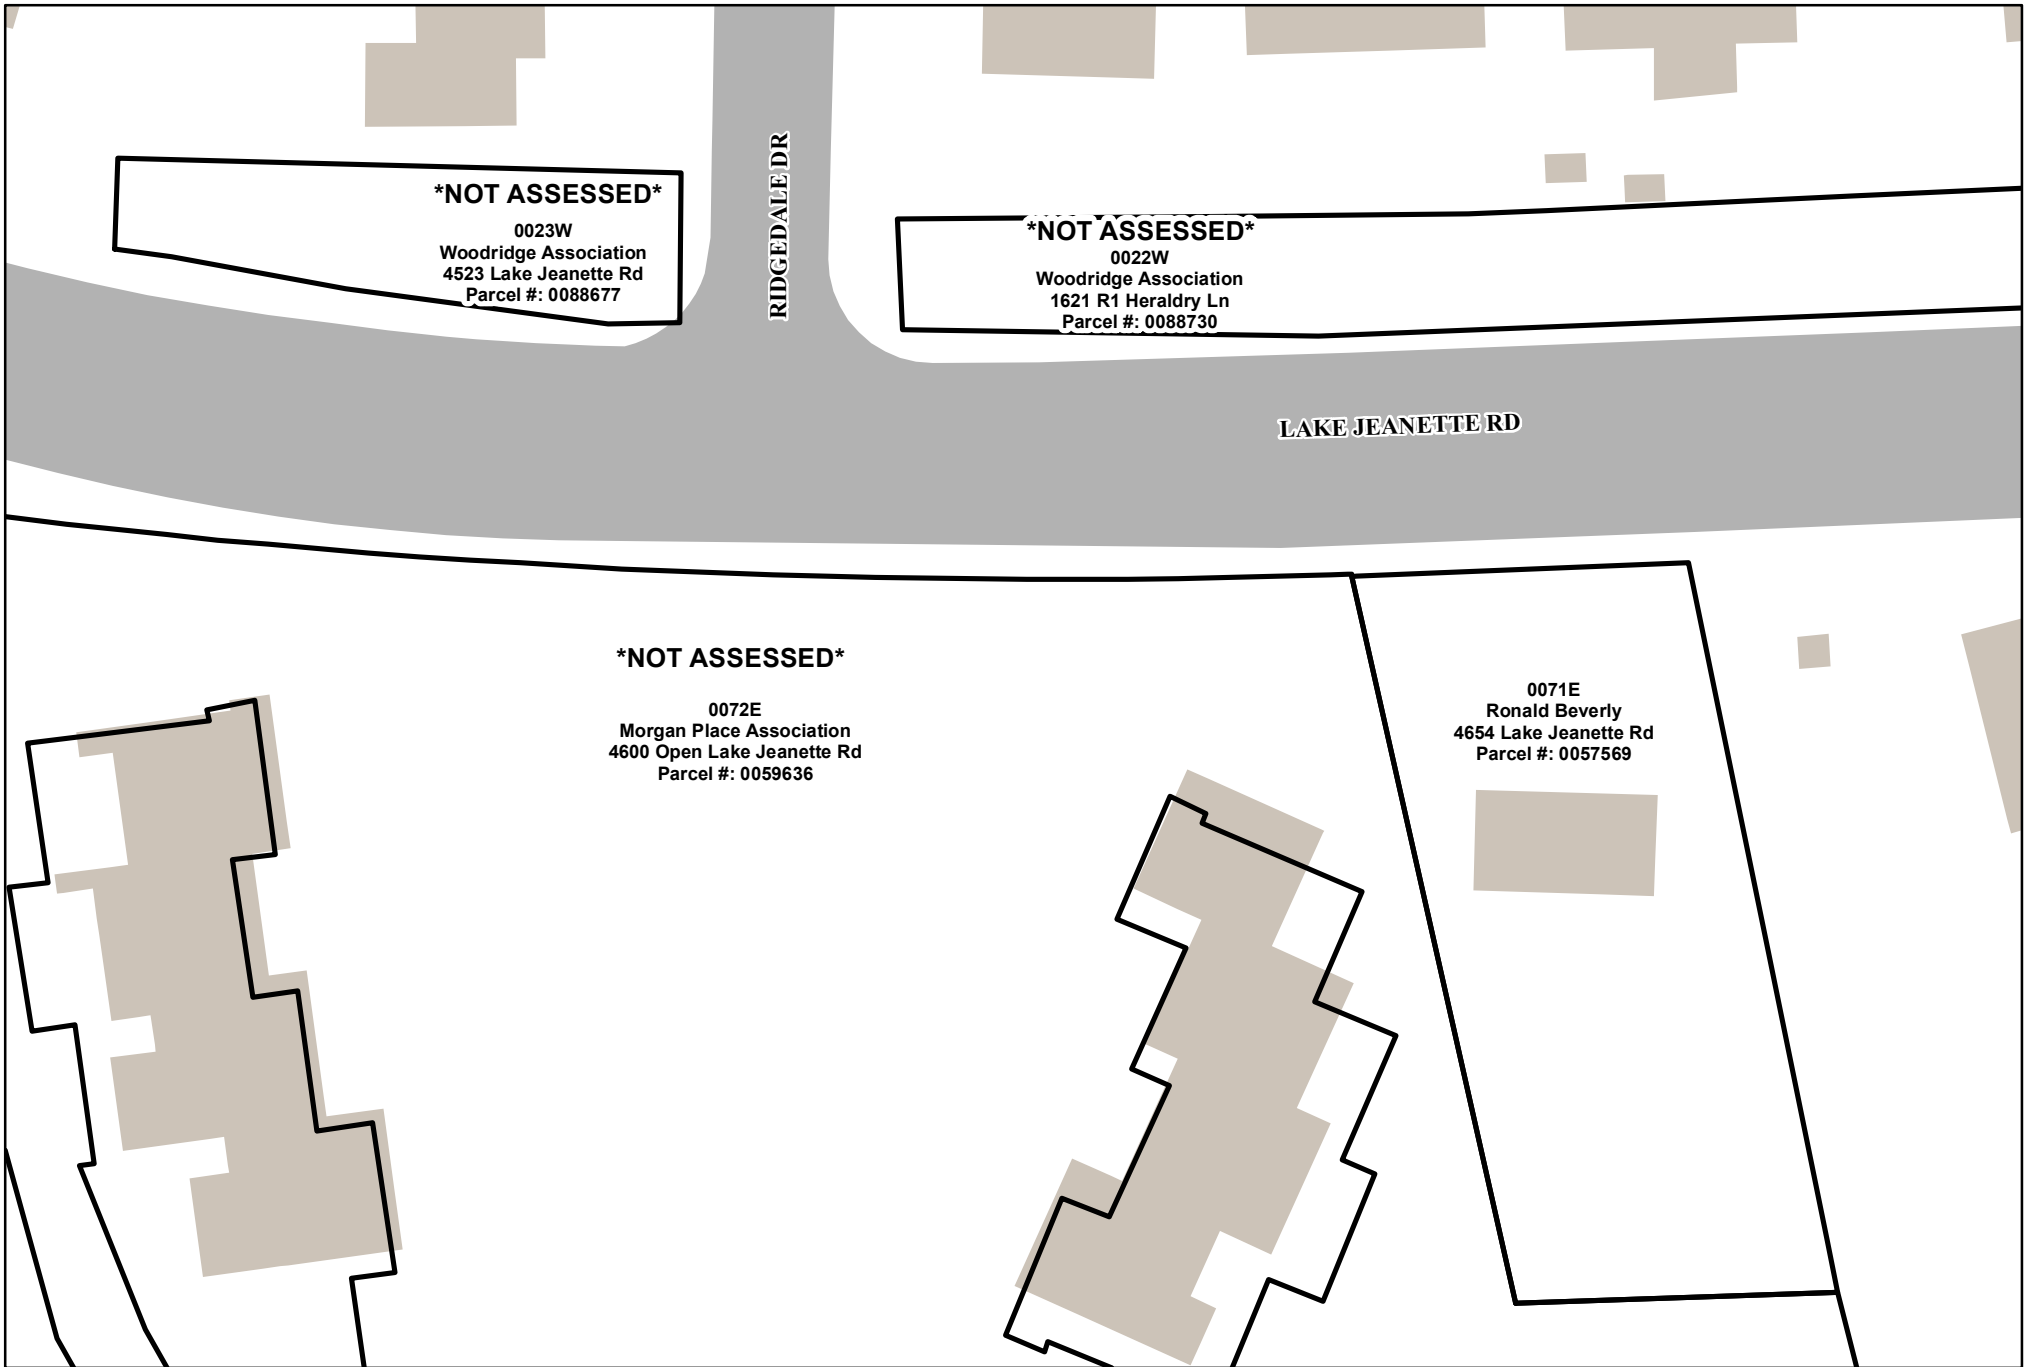 *NOT ASSESSED*
0023W
Woodridge Association
4523 Lake Jeanette Rd
Parcel #: 0088677
RIDGEDALE DR
*NOT ASSESSED*
0022W
Woodridge Association
1621 R1 Heraldry Ln
Parcel #: 0088730
LAKE JEANETTE RD
*NOT ASSESSED*
0072E
Morgan Place Association
4600 Open Lake Jeanette Rd
Parcel #: 0059636
0071E
Ronald Beverly
4654 Lake Jeanette Rd
Parcel #: 0057569